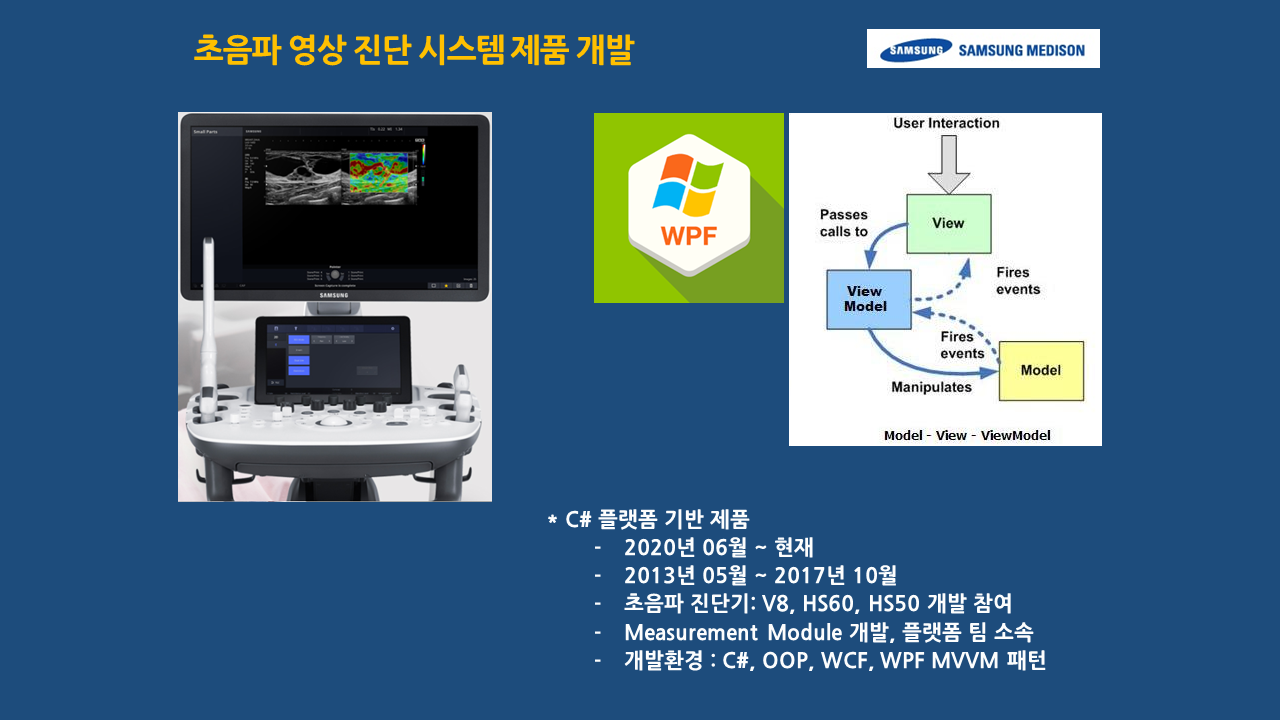 초음파 영상 진단 시스템 제품 개발
SAMSUNG
SAMSUNG MEDISON
Small Parts
SAMSUNG
WPF
User Interaction
Passes
calls to
View
Fires
events
View
Model
Fires
events
Model
Manipulates
Model - View - ViewModel
* C# 플랫폼 기반 제품
- 2020년 06월 ~ 현재
- 2013년 05월 ~ 2017년 10월
- 초음파 진단기: V8, HS60, HS50 개발 참여
- Measurement Module 개발, 플랫폼 팀 소속
- 개발환경 : C#, OOP, WCF, WPF MVVM 패턴